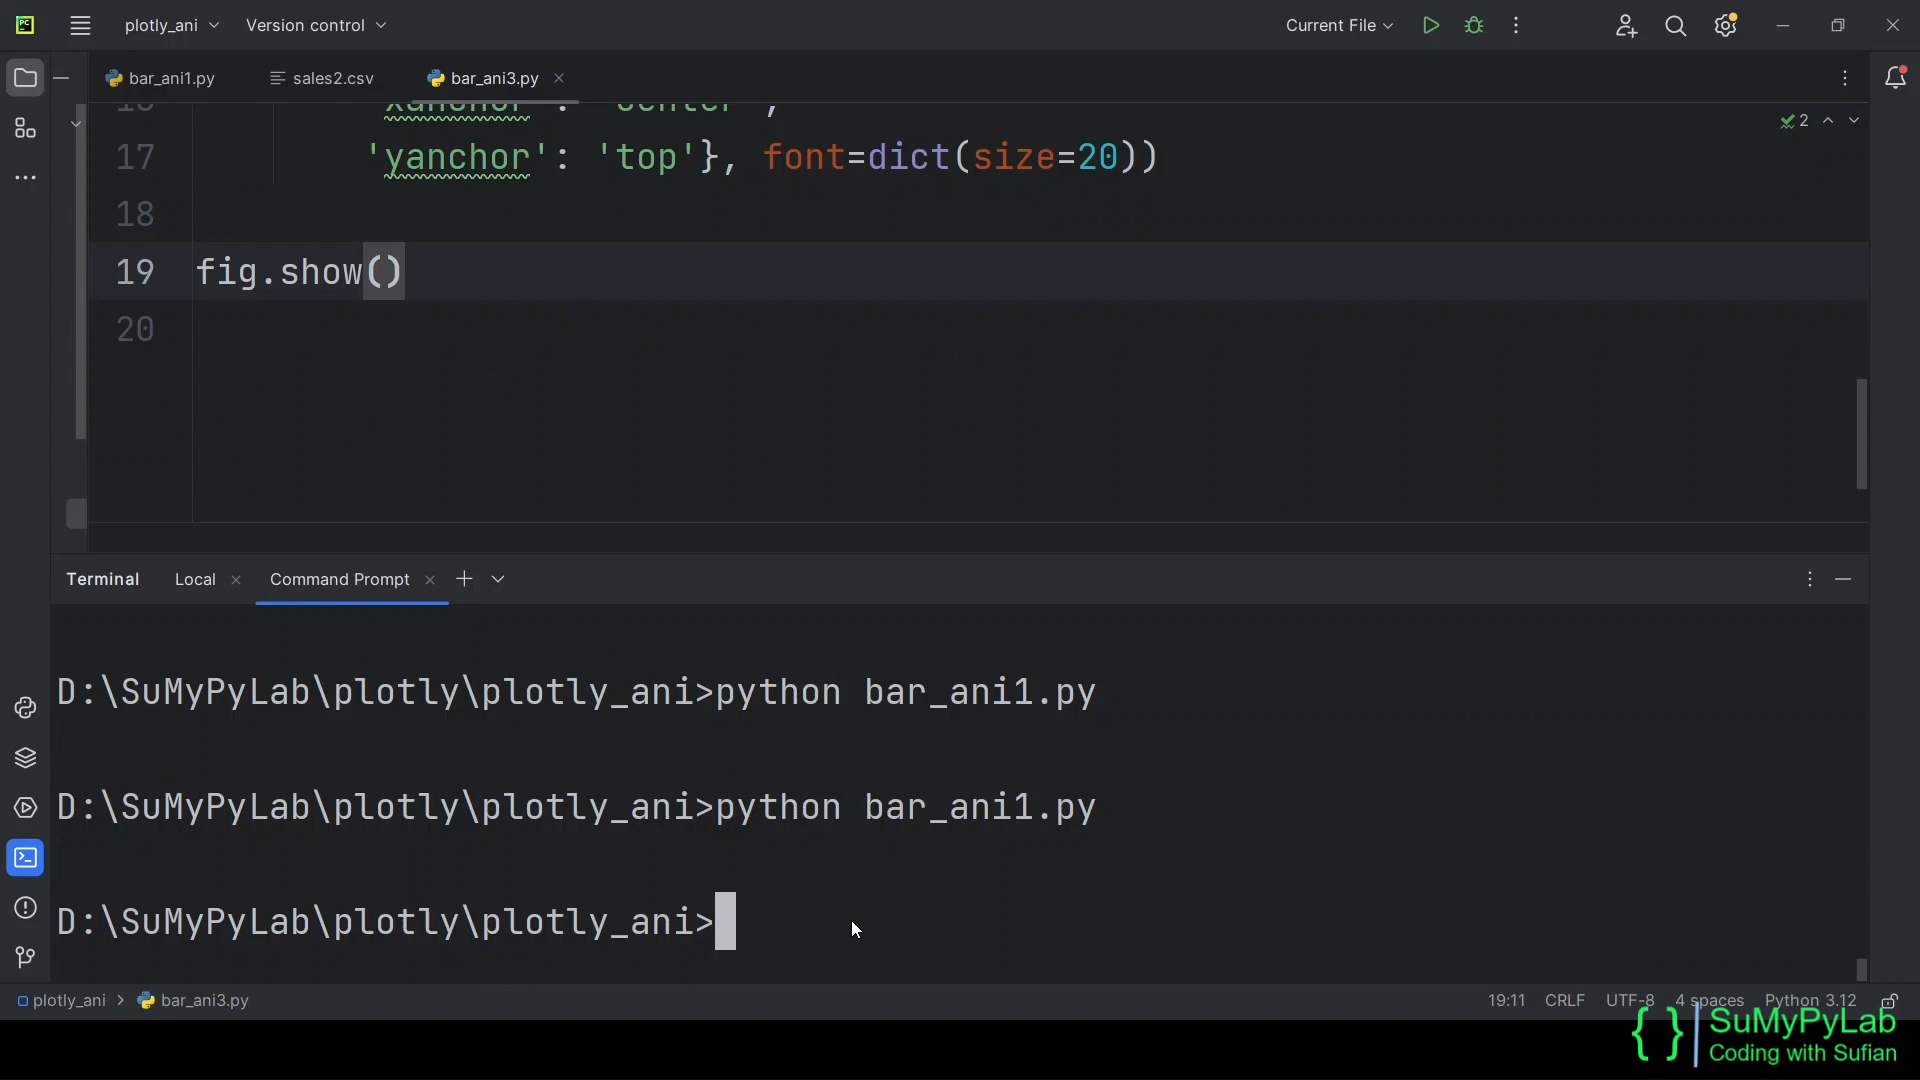 PC
plotly_ani
Version control
Current File
bar_ani1.py
sales2.csv
bar_ani3.py
2
17 'yanchor': 'top'}, font=dict(size=20))
18
19 fig.show()
20
Terminal
Local
Command Prompt
D:\SuMyPyLab\plotly\plotly_ani>python bar_ani1.py
D:\SuMyPyLab\plotly\plotly_ani>python bar_ani1.py
D:\SuMyPyLab\plotly\plotly_ani>
plotly_ani > bar_ani3.py
19:11 CRLF UTF-8 4 spaces Python 3.12
{ } SuMyPyLab
Coding with Sufian